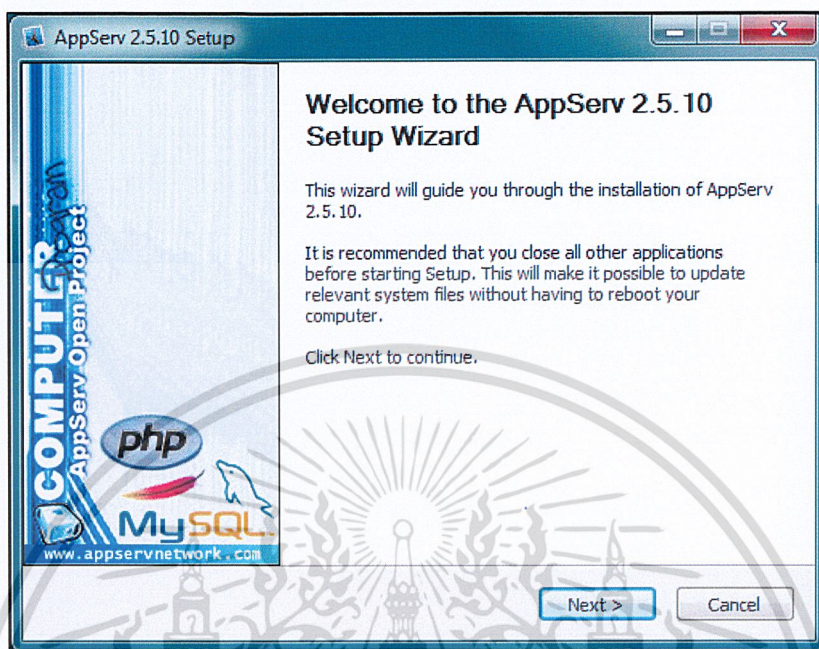 AppServ 2.5.10 Setup
Welcome to the AppServ 2.5.10
Setup Wizard
This wizard will guide you through the installation of AppServ
2.5.10.
It is recommended that you close all other applications
before starting Setup. This will make it possible to update
relevant system files without having to reboot your
computer.
Click Next to continue.
COMPUTER
Program
AppServ Open Project
php
MySQL
www.appservnetwork.com
Next >
Cancel